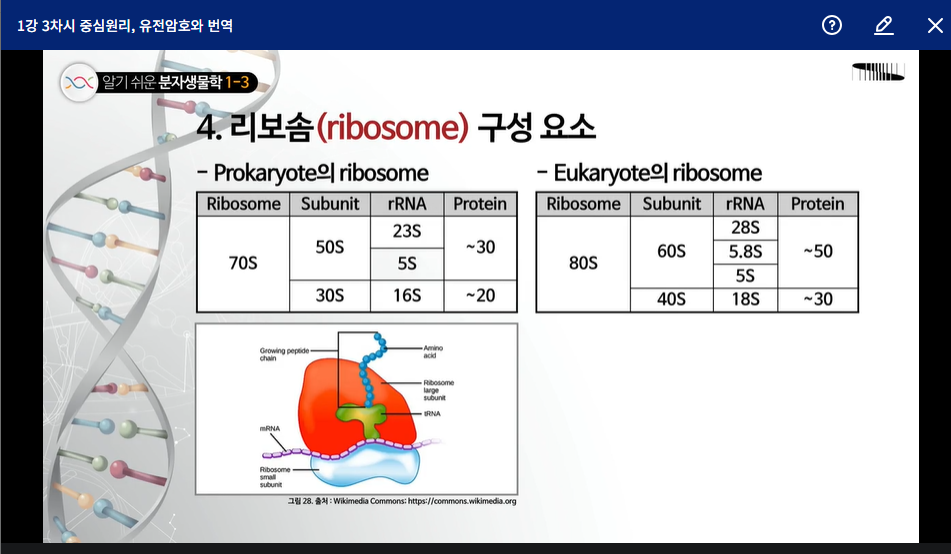 1강 3차시 중심원리, 유전암호와 번역
알기 쉬운 분자생물학 1-3
4. 리보솜(ribosome) 구성 요소
- Prokaryote의 ribosome
Ribosome Subunit rRNA Protein
70S
50S
23S
5S
~30
30S 16S ~20
- Eukaryote의 ribosome
Ribosome Subunit rRNA Protein
80S
60S
28S
5.8S
5S
~50
40S 18S ~30
Growing peptide
chain
Amino
acid
Ribosome
large
subunit
tRNA
mRNA
Ribosome
small
subunit
그림 28. 출처 : Wikimedia Commons: https://commons.wikimedia.org